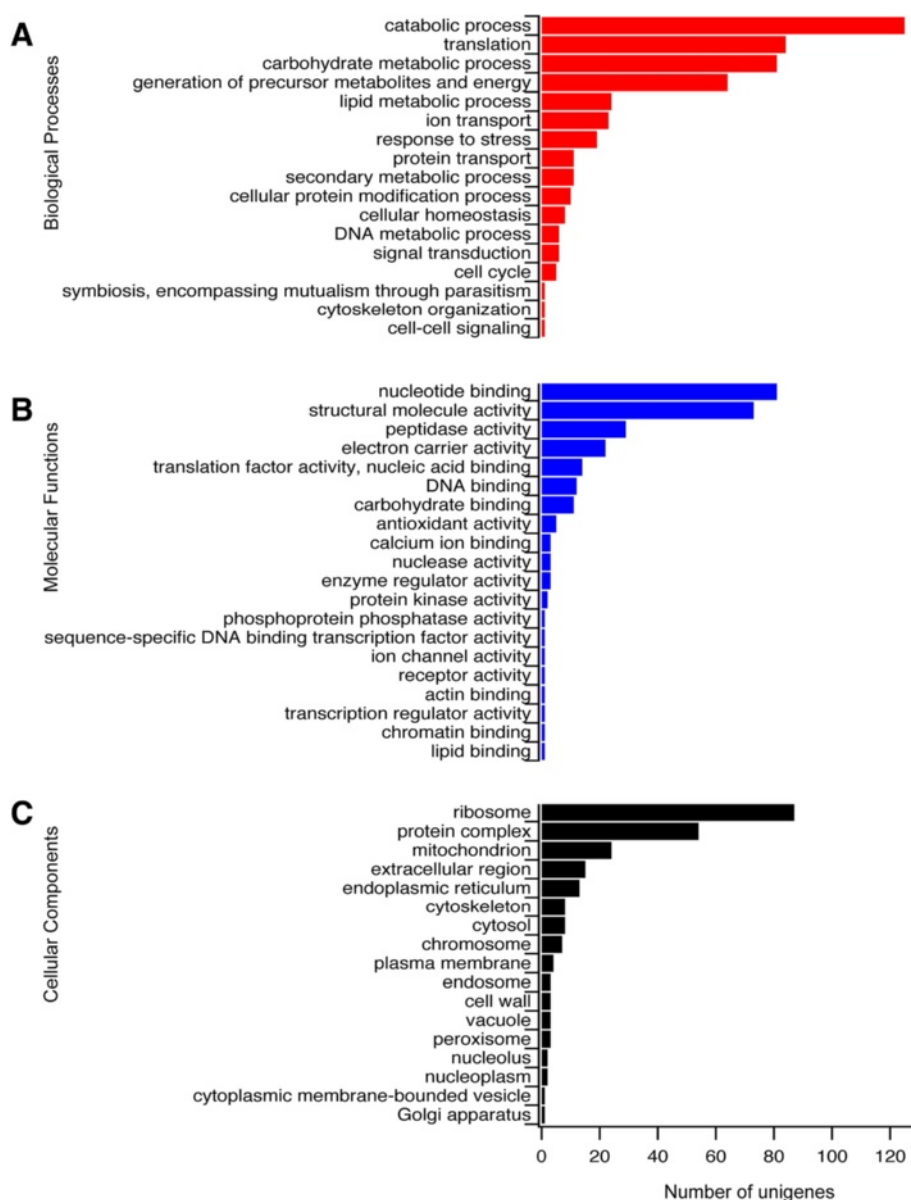 A
Biological Processes
catabolic process
translation
carbohydrate metabolic process
generation of precursor metabolites and energy
lipid metabolic process
ion transport
response to stress
protein transport
secondary metabolic process
cellular protein modification process
cellular homeostasis
DNA metabolic process
signal transduction
cell cycle
symbiosis, encompassing mutualism through parasitism
cytoskeleton organization
cell-cell signaling
B
Molecular Functions
nucleotide binding
structural molecule activity
peptidase activity
electron carrier activity
translation factor activity, nucleic acid binding
DNA binding
carbohydrate binding
antioxidant activity
calcium ion binding
nuclease activity
enzyme regulator activity
protein kinase activity
phosphoprotein phosphatase activity
sequence-specific DNA binding transcription factor activity
ion channel activity
receptor activity
actin binding
transcription regulator activity
chromatin binding
lipid binding
C
Cellular Components
ribosome
protein complex
mitochondrion
extracellular region
endoplasmic reticulum
cytoskeleton
cytosol
chromosome
plasma membrane
endosome
cell wall
vacuole
peroxisome
nucleolus
nucleoplasm
cytoplasmic membrane-bounded vesicle
Golgi apparatus
0 20 40 60 80 100 120
Number of unigenes